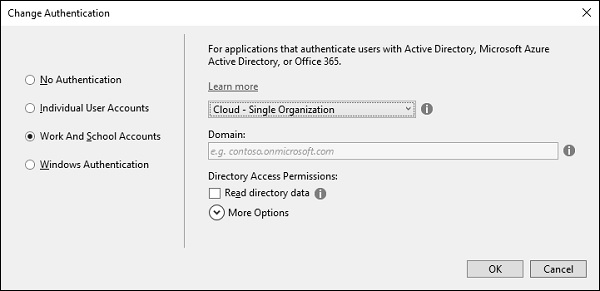 Change Authentication
No Authentication
Individual User Accounts
Work And School Accounts
Windows Authentication
For applications that authenticate users with Active Directory, Microsoft Azure
Active Directory, or Office 365.
Learn more
Cloud - Single Organization
Domain:
e.g. contoso.onmicrosoft.com
Directory Access Permissions:
Read directory data
More Options
OK
Cancel